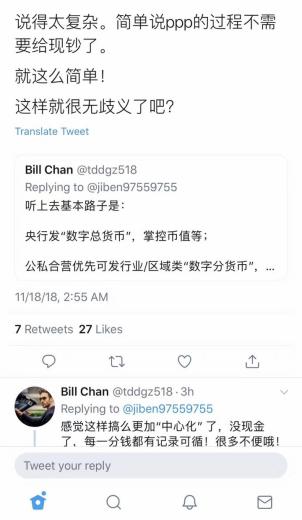 说得太复杂。简单说ppp的过程不需
要给现钞了。
就这么简单！
这样就很无歧义了吧？
Translate Tweet
Bill Chan @tddgz518
Replying to @jiben97559755
听上去基本路子是：
央行发“数字总货币”，掌控币值等；
公私合营优先可发行业/区域类“数字分货币”，...
11/18/18, 2:55 AM
7 Retweets 27 Likes
Bill Chan @tddgz518 · 3h
Replying to @jiben97559755
感觉这样搞么更加“中心化” 了，没现金
了，每一分钱都有记录可循！很多不便哦！
Tweet your reply